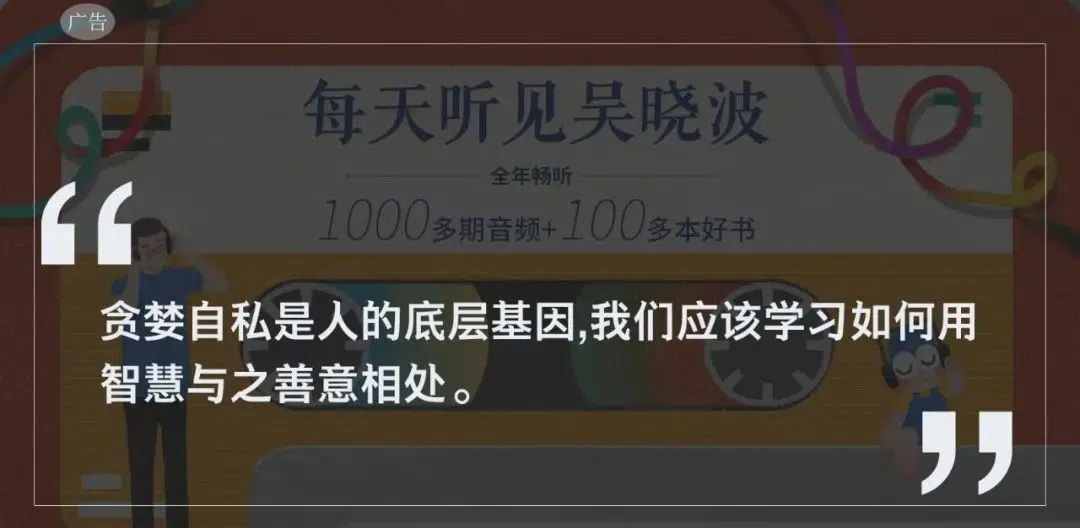 广告
每天听见吴晓波
全年畅听
1000多期音频+100多本好书
“
贪婪自私是人的底层基因,我们应该学习如何用
智慧与之善意相处。
”